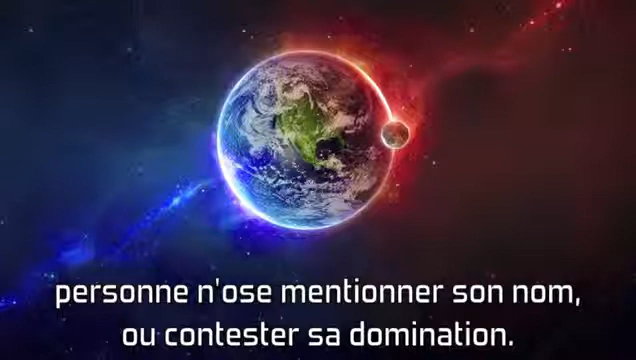 personne n'ose mentionner son nom,
ou contester sa domination.